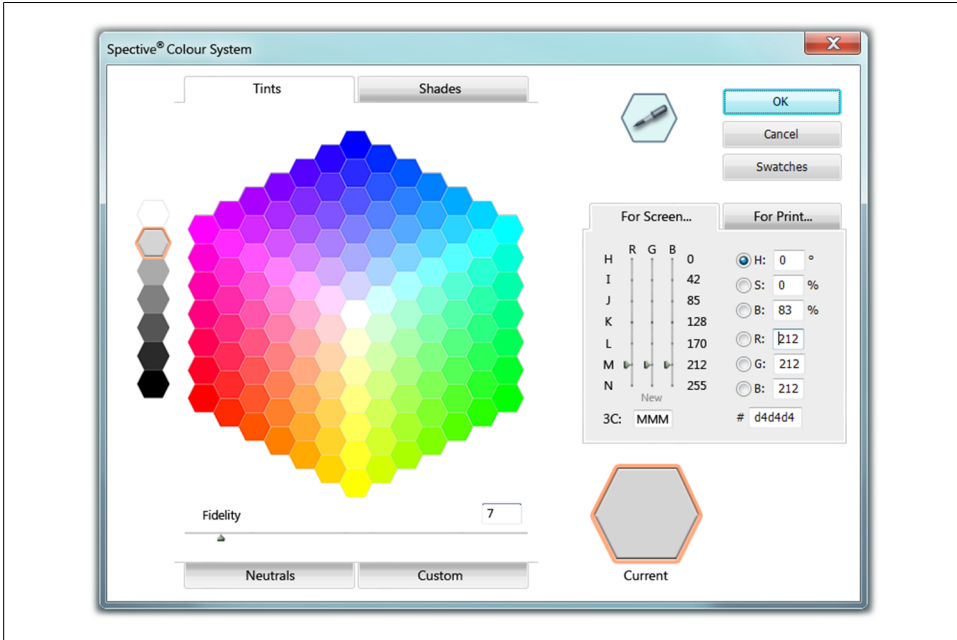 Spective® Colour System
X
Tints
Shades
OK
Cancel
Swatches
For Screen...
For Print...
R G B
H 0
I 42
J 85
K 128
L 170
M 212
N 255
New
3C: MMM
H: 0 °
S: 0 %
B: 83 %
R: 212
G: 212
B: 212
# d4d4d4
Fidelity 7
Neutrals
Custom
Current